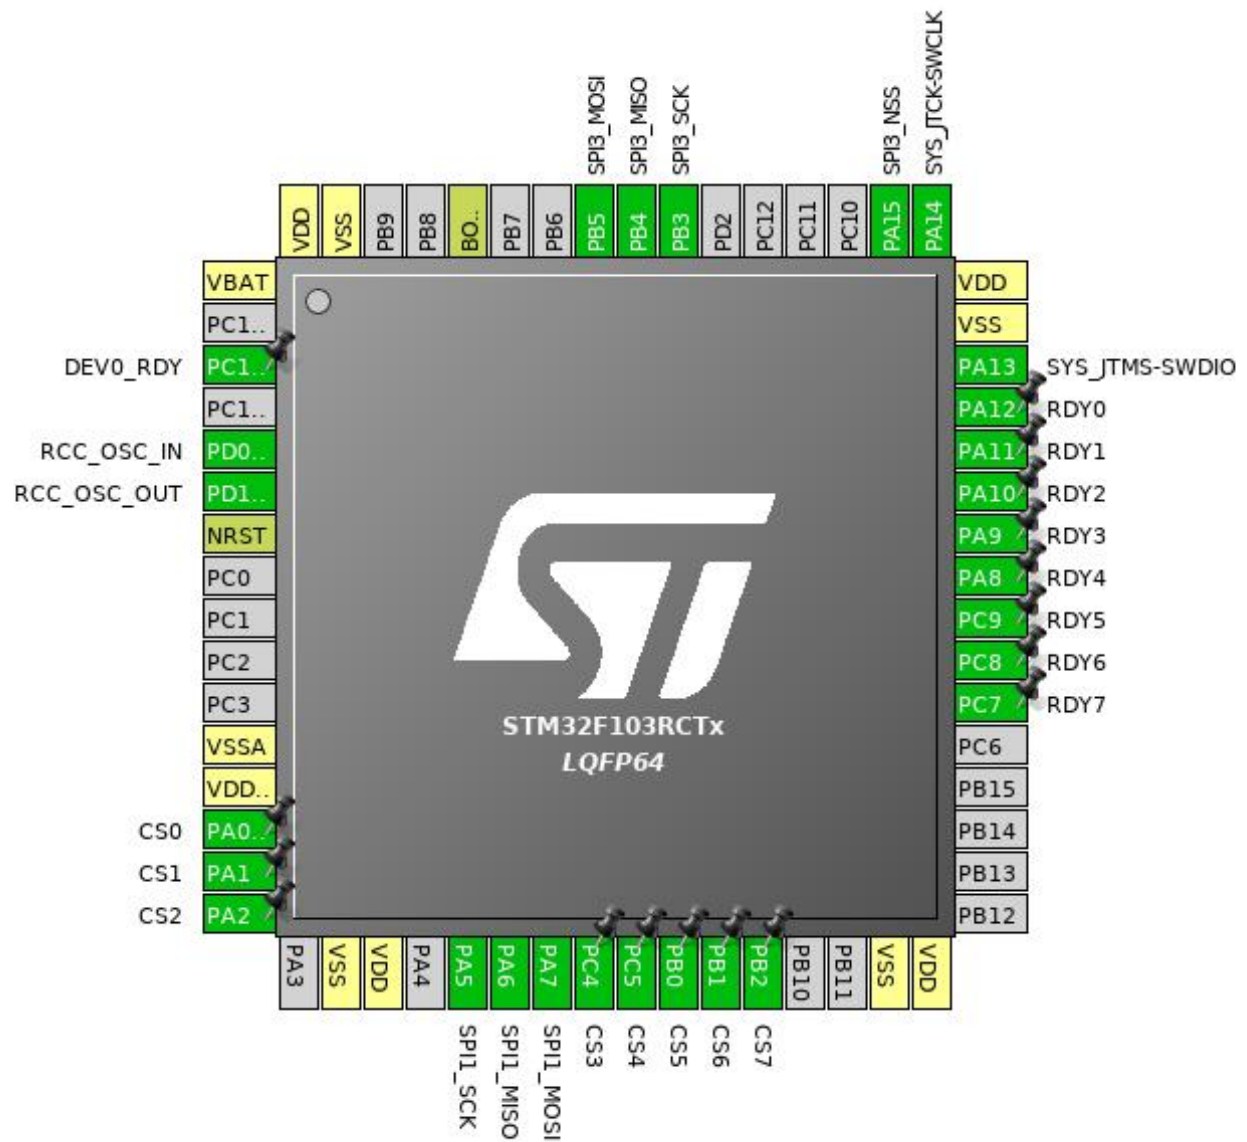 SPI3_MOSI
SPI3_MISO
SPI3_SCK
SPI3_NSS
SYS_JTCK-SWCLK
VDD
VSS
PB9
PB8
BO..
PB7
PB6
PB5
PB4
PB3
PD2
PC12
PC11
PC10
PA15
PA14
VBAT
PC1..
DEV0_RDY PC1..
PC1..
RCC_OSC_IN PD0..
RCC_OSC_OUT PD1..
NRST
PC0
PC1
PC2
PC3
VSSA
VDD..
CS0 PA0..
CS1 PA1
CS2 PA2
VDD
VSS
PA13 SYS_JTMS-SWDIO
PA12 RDY0
PA11 RDY1
PA10 RDY2
PA9 RDY3
PA8 RDY4
PC9 RDY5
PC8 RDY6
PC7 RDY7
PC6
PB15
PB14
PB13
PB12
ST
STM32F103RCTx
LQFP64
PA3
VSS
VDD
PA4
PA5
PA6
PA7
PC4
PC5
PB0
PB1
PB2
PB10
PB11
VSS
VDD
SPI1_SCK
SPI1_MISO
SPI1_MOSI
CS3
CS4
CS5
CS6
CS7